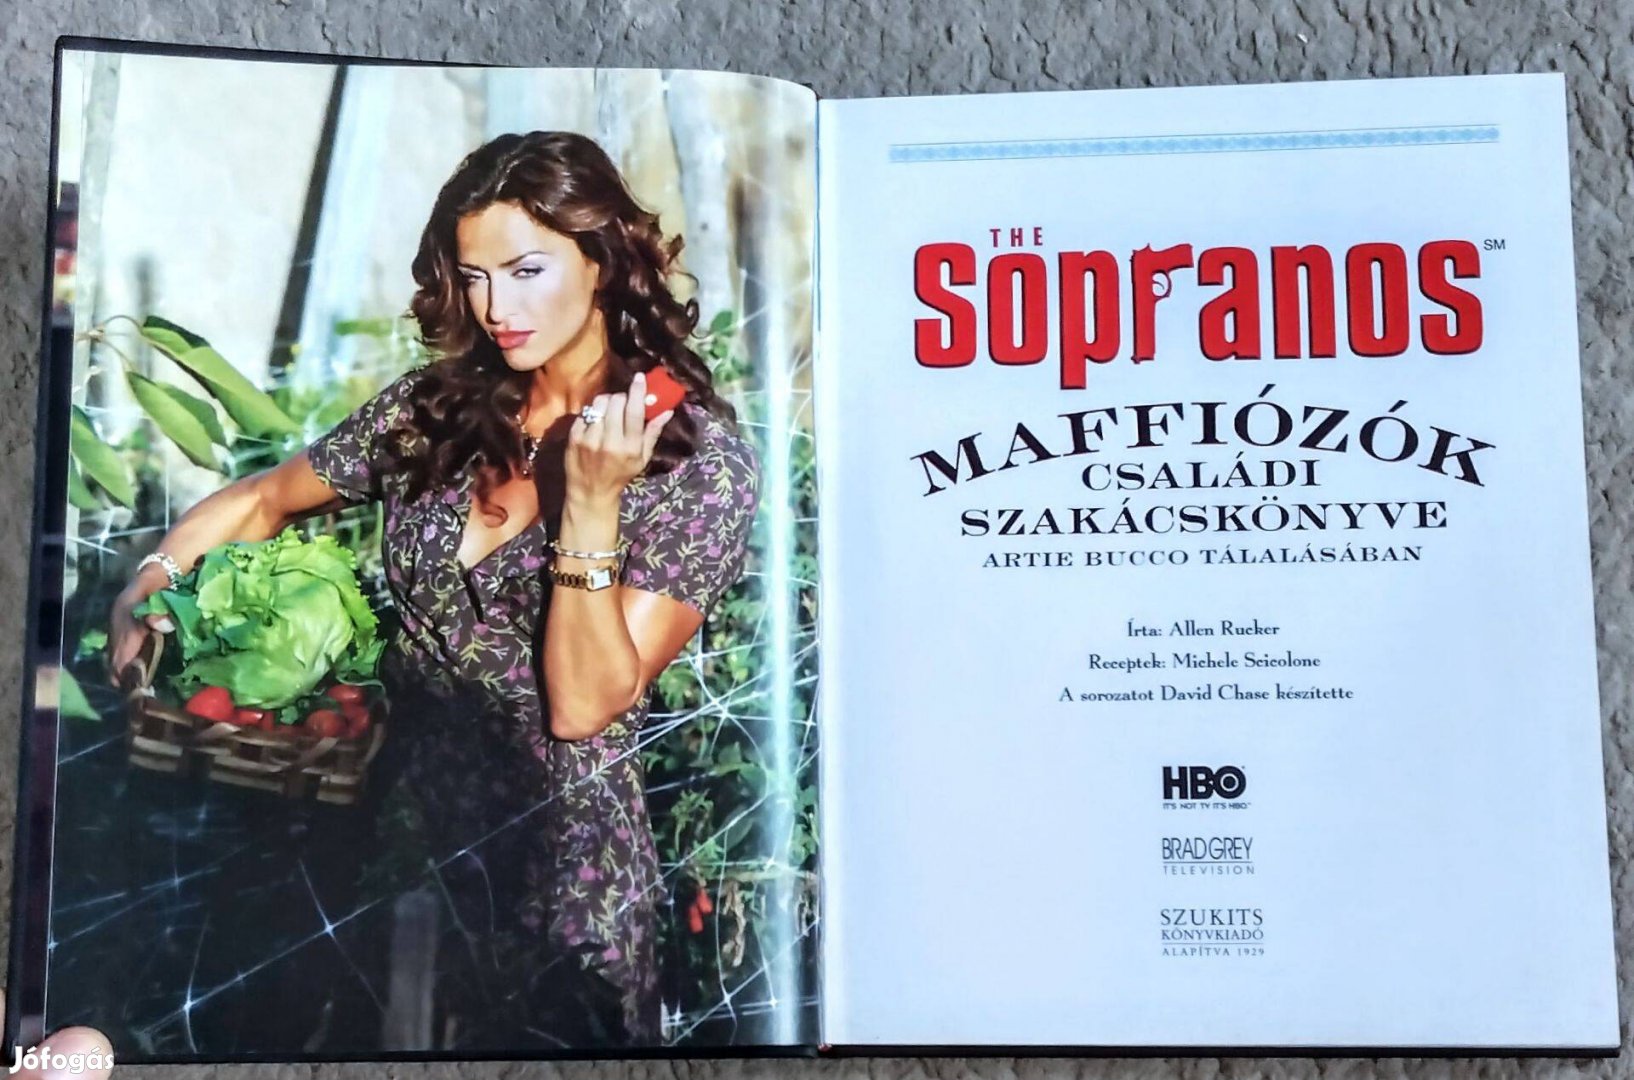 THE
Sopranos SM
MAFFIÓZÓK
CSALÁDI
SZAKÁCSKÖNYVE
ARTIE BUCCO TÁLALÁSÁBAN
Írta: Allen Rucker
Receptek: Michele Scicolone
A sorozatot David Chase készítette
HBO
IT'S NOT TV. IT'S HBO.
BRAD GREY
TELEVISION
SZUKITS
KÖNYVKIADÓ
ALAPÍTVA 1929
Jófogás